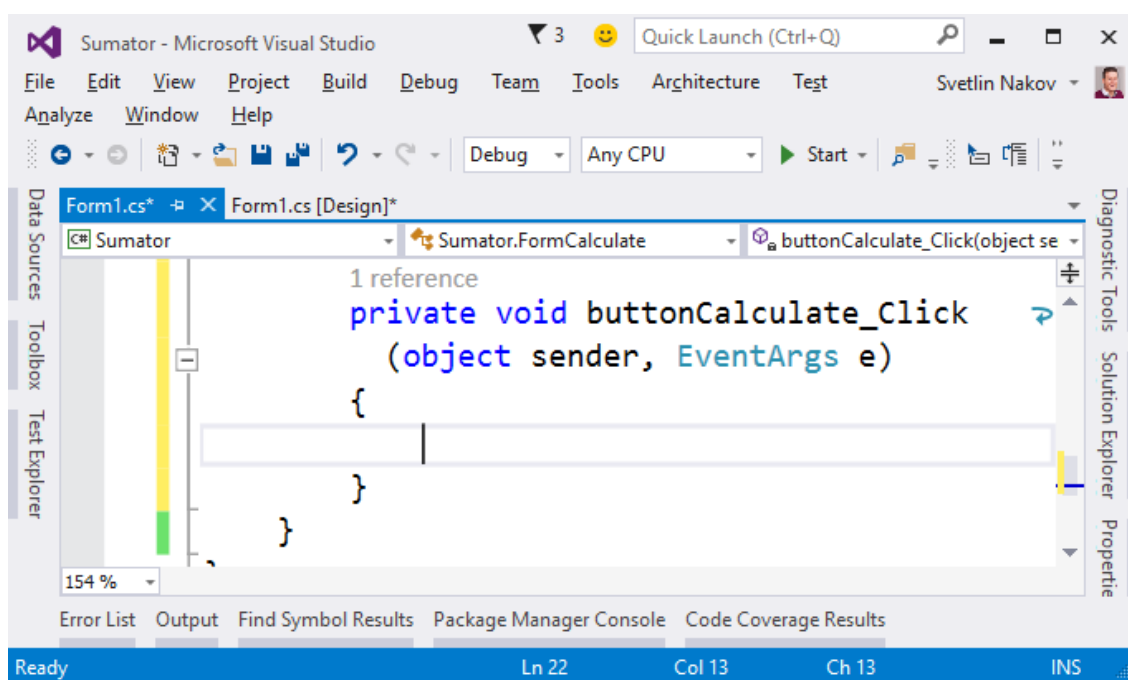 Sumator - Microsoft Visual Studio
3
Quick Launch (Ctrl+Q)
File Edit View Project Build Debug Team Tools Architecture Test Svetlin Nakov
Analyze Window Help
Debug Any CPU Start
Data Sources
Toolbox
Test Explorer
Form1.cs* Form1.cs [Design]*
C# Sumator Sumator.FormCalculate buttonCalculate_Click(object se
1 reference
private void buttonCalculate_Click
(object sender, EventArgs e)
{
}
}
154 %
Diagnostic Tools
Solution Explorer
Propertie
Error List Output Find Symbol Results Package Manager Console Code Coverage Results
Ready Ln 22 Col 13 Ch 13 INS